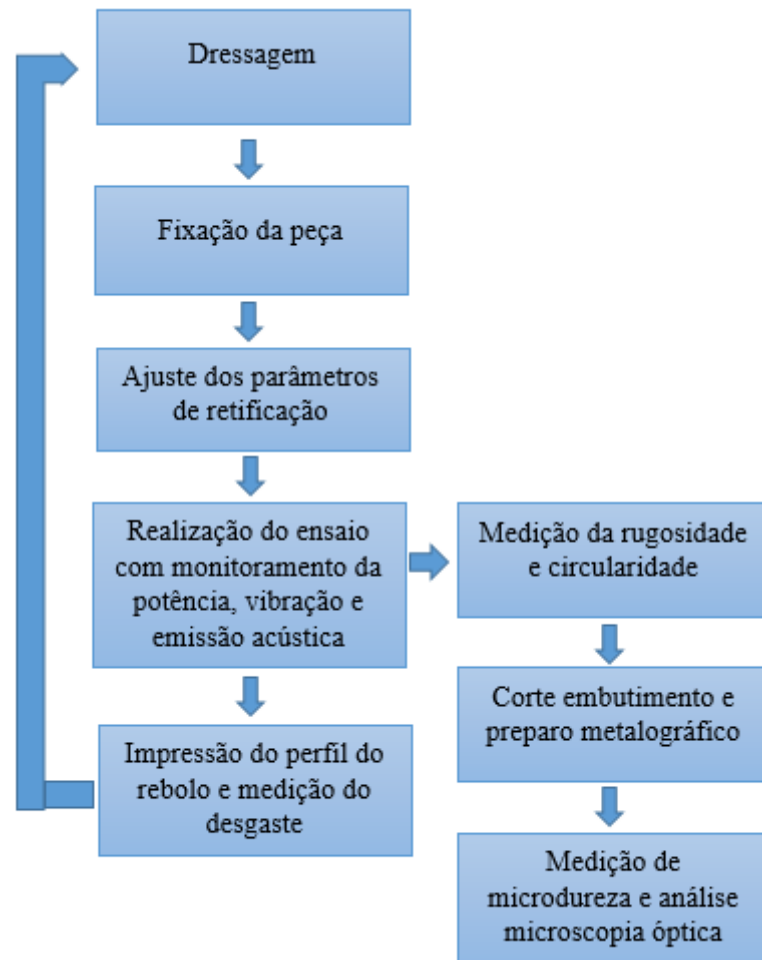 Dressagem
Fixação da peça
Ajuste dos parâmetros
de retificação
Realização do ensaio
com monitoramento da
potência, vibração e
emissão acústica
Impressão do perfil do
rebolo e medição do
desgaste
Medição da rugosidade
e circularidade
Corte embutimento e
preparo metalográfico
Medição de
microdureza e análise
microscopia óptica